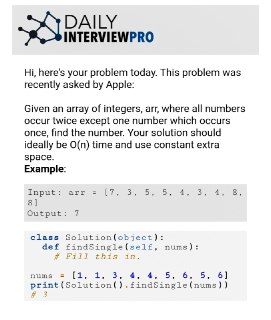 DAILY
INTERVIEWPRO
Hi, here's your problem today. This problem was
recently asked by Apple:
Given an array of integers, arr, where all numbers
occur twice except one number which occurs
once, find the number. Your solution should
ideally be O(n) time and use constant extra
space.
Example:
Input: arr = [7, 3, 5, 5, 4, 3, 4, 8,
8]
Output: 7
class Solution(object):
def findSingle(self, nums):
# Fill this in.
nums = [1, 1, 3, 4, 4, 5, 6, 5, 6]
print(Solution().findSingle(nums))
# 3